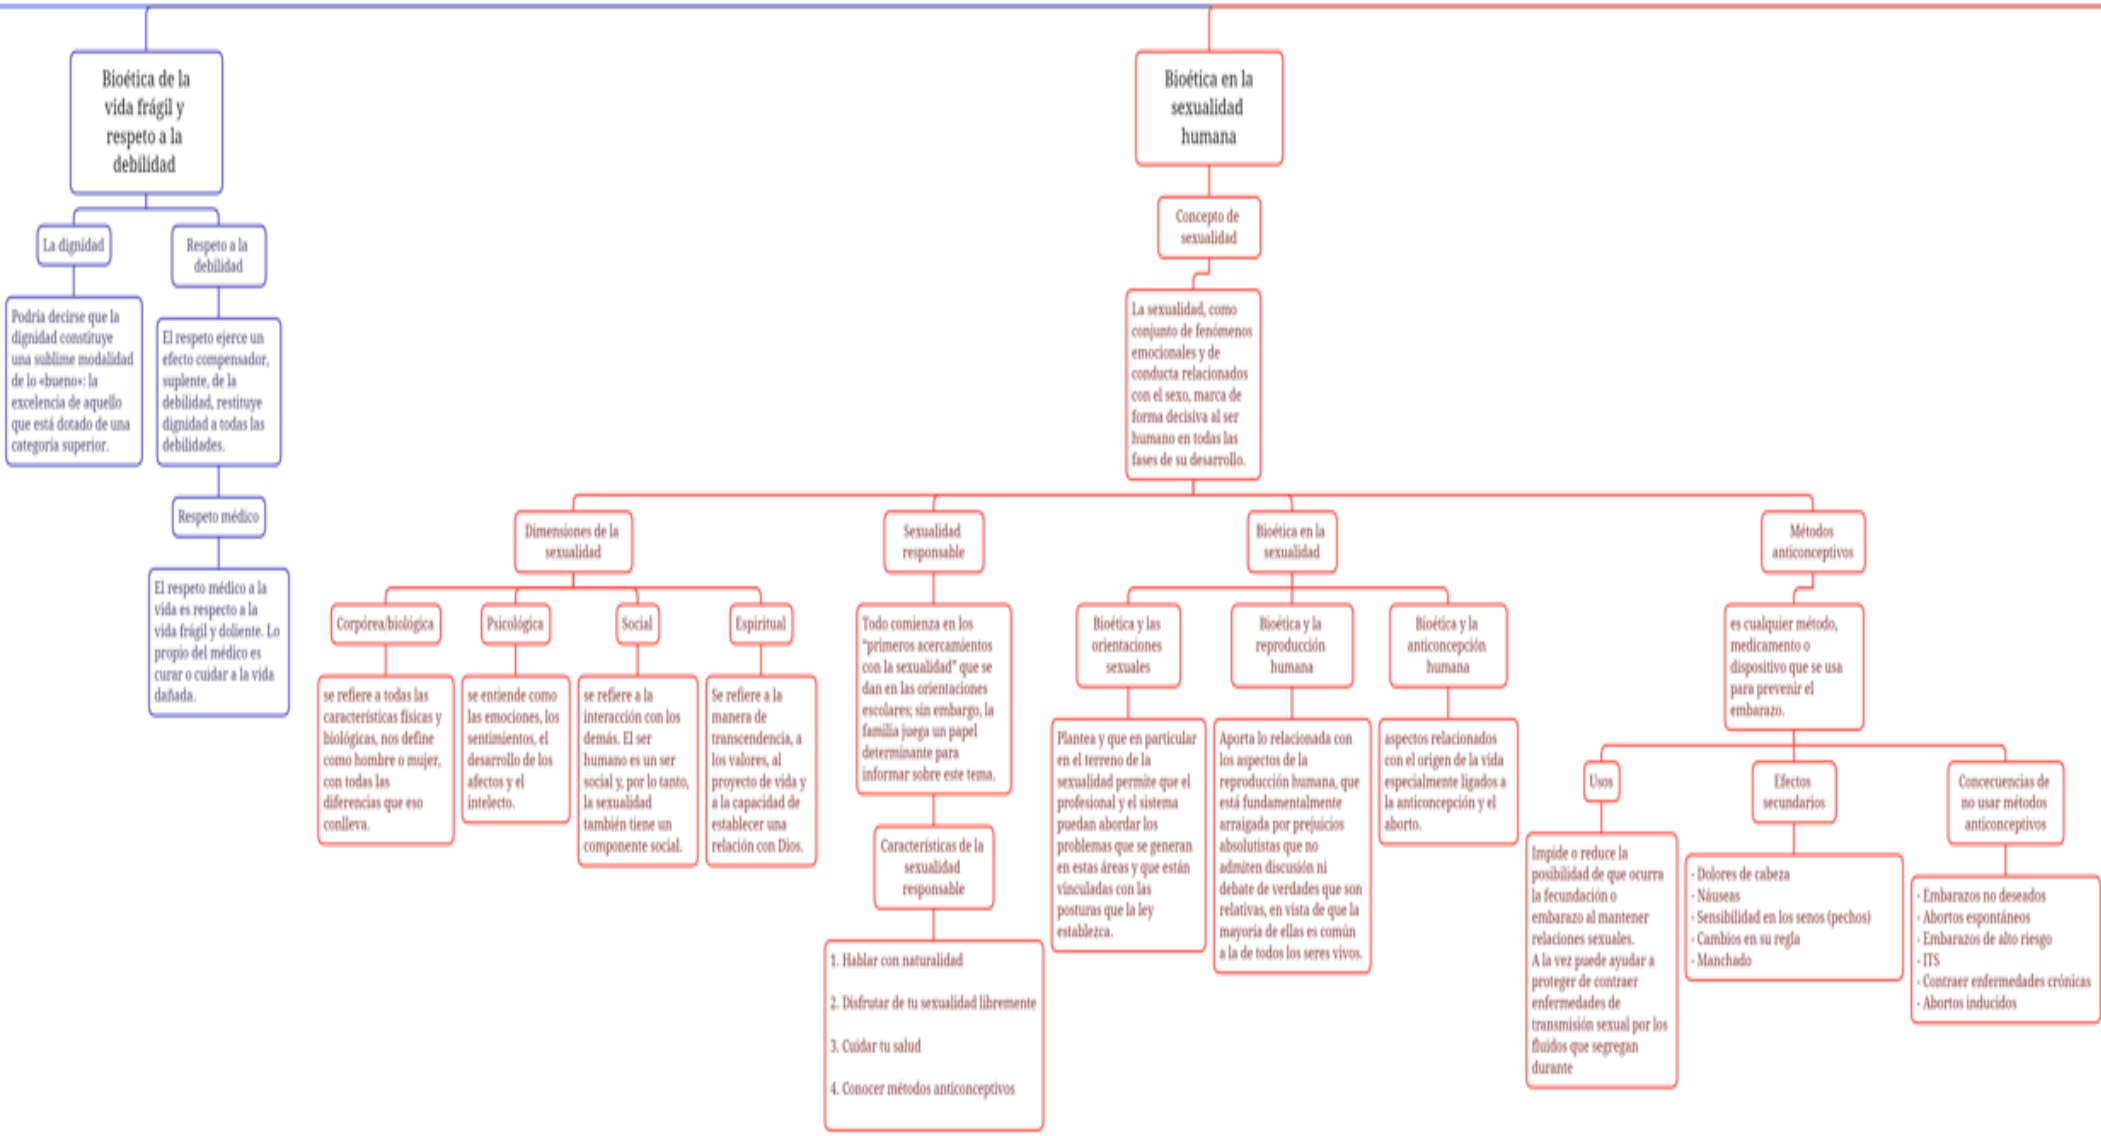 Bioética de la
vida frágil y
respeto a la
debilidad
La dignidad
Podría decirse que la
dignidad constituye
una sublime modalidad
de lo «bueno»: la
excelencia de aquello
que está dotado de una
categoría superior.
Respeto a la
debilidad
El respeto ejerce un
efecto compensador,
suplente, de la
debilidad, restituye
dignidad a todas las
debilidades.
Respeto médico
El respeto médico a la
vida es respecto a la
vida frágil y doliente. Lo
propio del médico es
curar o cuidar a la vida
dañada.
Bioética en la
sexualidad
humana
Concepto de
sexualidad
La sexualidad, como
conjunto de fenómenos
emocionales y de
conducta relacionados
con el sexo, marca de
forma decisiva al ser
humano en todas las
fases de su desarrollo.
Dimensiones de la
sexualidad
Corpórea/biológica
se refiere a todas las
características físicas y
biológicas, nos define
como hombre o mujer,
con todas las
diferencias que eso
conlleva.
Psicológica
se entiende como
las emociones, los
sentimientos, el
desarrollo de los
afectos y el
intelecto.
Social
se refiere a la
interacción con los
demás. El ser
humano es un ser
social y, por lo tanto,
la sexualidad
también tiene un
componente social.
Espiritual
Se refiere a la
manera de
transcendencia, a
los valores, al
proyecto de vida y
a la capacidad de
establecer una
relación con Dios.
Sexualidad
responsable
Todo comienza en los
"primeros acercamientos
con la sexualidad" que se
dan en las orientaciones
escolares; sin embargo, la
familia juega un papel
determinante para
informar sobre este tema.
Características de la
sexualidad
responsable
1. Hablar con naturalidad
2. Disfrutar de tu sexualidad libremente
3. Cuidar tu salud
4. Conocer métodos anticonceptivos
Bioética en la
sexualidad
Bioética y las
orientaciones
sexuales
Plantea y que en particular
en el terreno de la
sexualidad permite que el
profesional y el sistema
puedan abordar los
problemas que se generan
en estas áreas y que están
vinculadas con las
posturas que la ley
establezca.
Bioética y la
reproducción
humana
Aporta lo relacionada con
los aspectos de la
reproducción humana, que
está fundamentalmente
arraigada por prejuicios
absolutistas que no
admiten discusión ni
debate de verdades que son
relativas, en vista de que la
mayoría de ellas es común
a la de todos los seres vivos.
Bioética y la
anticoncepción
humana
aspectos relacionados
con el origen de la vida
especialmente ligados a
la anticoncepción y el
aborto.
Métodos
anticonceptivos
es cualquier método,
medicamento o
dispositivo que se usa
para prevenir el
embarazo.
Usos
Impide o reduce la
posibilidad de que ocurra
la fecundación o
embarazo al mantener
relaciones sexuales.
A la vez puede ayudar a
proteger de contraer
enfermedades de
transmisión sexual por los
fluidos que segregan
durante
Efectos
secundarios
- Dolores de cabeza
- Náuseas
- Sensibilidad en los senos (pechos)
- Cambios en su regla
- Manchado
Concecuencias de
no usar métodos
anticonceptivos
- Embarazos no deseados
- Abortos espontáneos
- Embarazos de alto riesgo
- ITS
- Contraer enfermedades crónicas
- Abortos inducidos